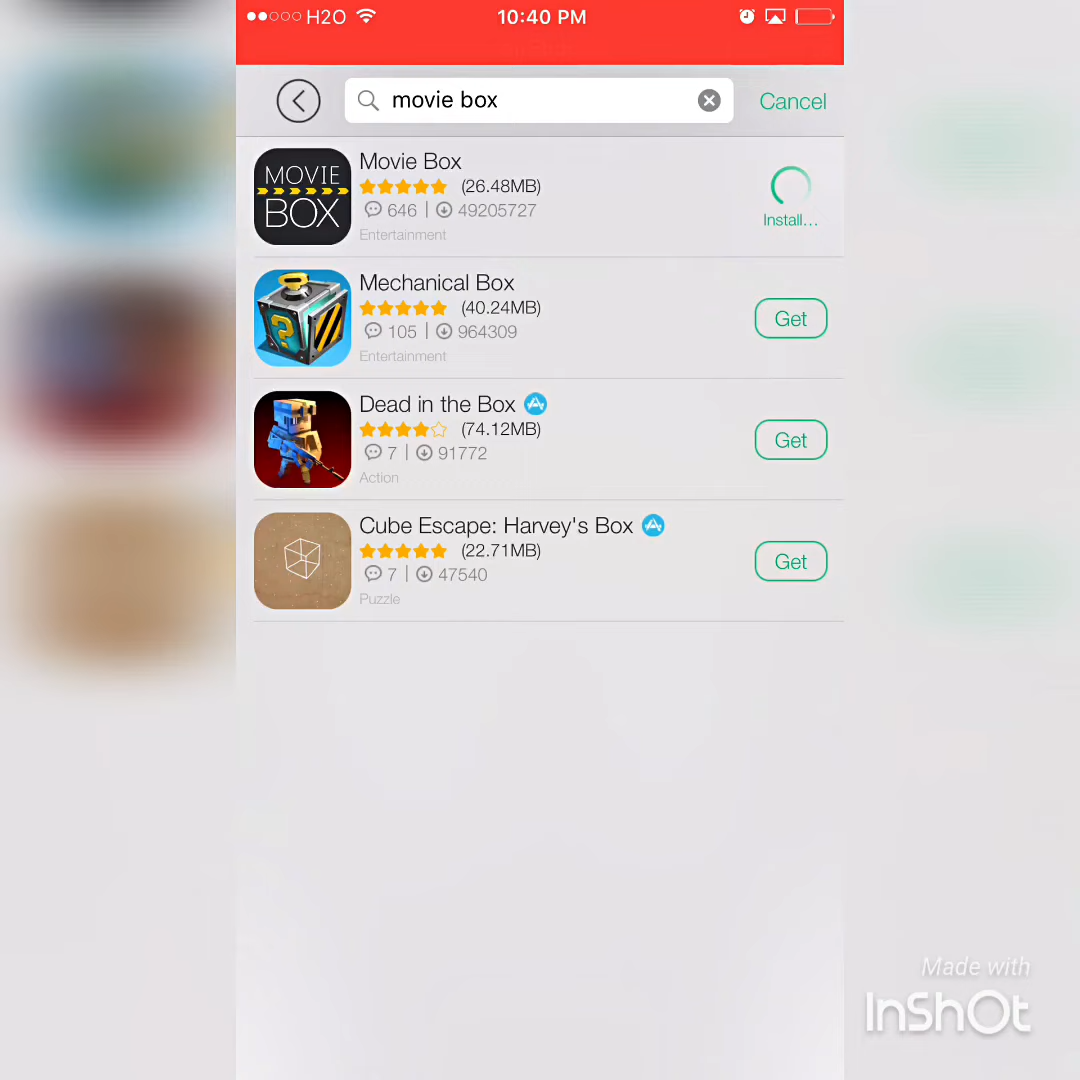 H2O 10:40 PM
movie box Cancel
MOVIE
BOX
Movie Box
(26.48MB)
646 | 49205727
Entertainment
Install...
?
Mechanical Box
(40.24MB)
105 | 964309
Entertainment
Get
Dead in the Box
(74.12MB)
7 | 91772
Action
Get
Cube Escape: Harvey's Box
(22.71MB)
7 | 47540
Puzzle
Get
Made with
InShOt